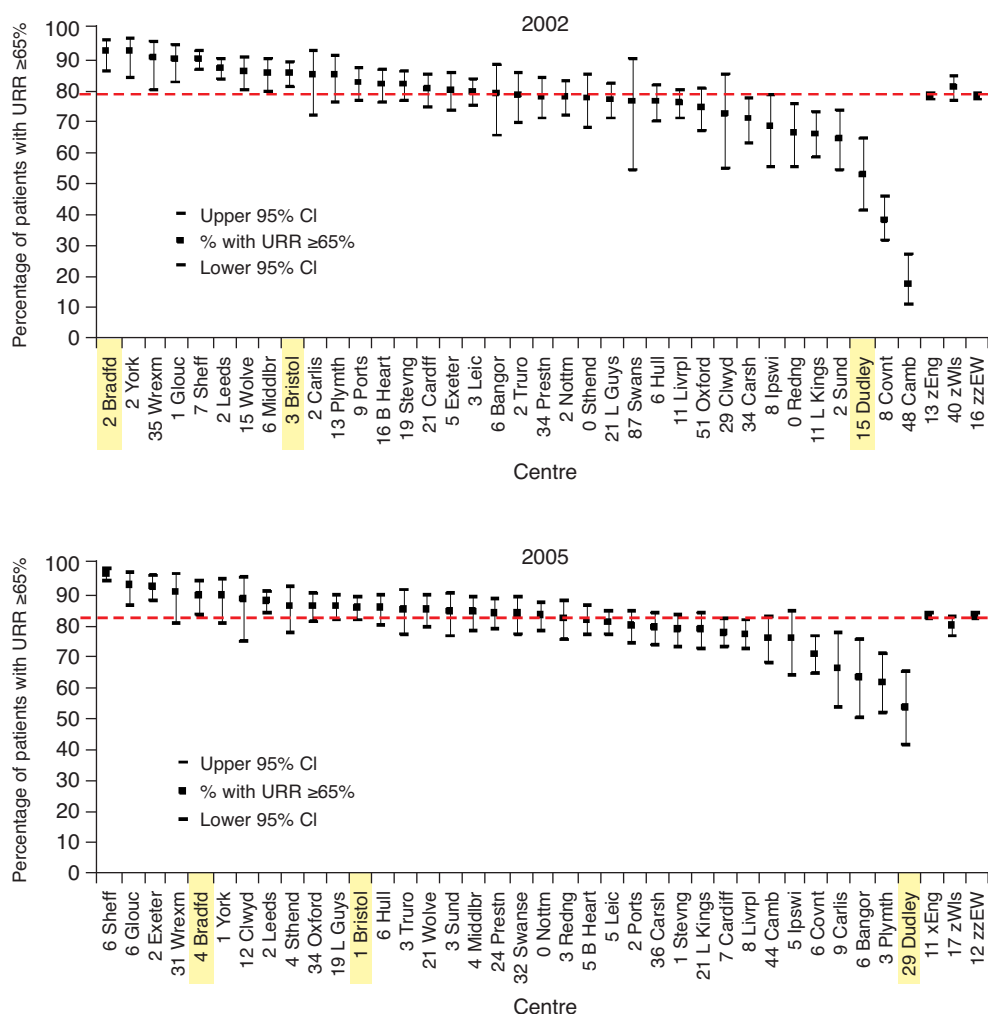 2002
Percentage of patients with URR ≥65%
100
90
80
70
60
50
40
30
20
10
0
Upper 95% CI
% with URR ≥65%
Lower 95% CI
2 Bradfd
2 York
35 Wrexm
1 Glouc
7 Sheff
2 Leeds
15 Wolve
6 Middlbr
3 Bristol
2 Carlis
13 Plymth
9 Ports
16 B Heart
19 Stevng
21 Cardff
5 Exeter
3 Leic
6 Bangor
2 Truro
34 Prestn
2 Nottm
0 Sthend
21 L Guys
87 Swans
6 Hull
11 Livrpl
51 Oxford
29 Clwyd
34 Carsh
8 Ipswi
0 Redng
11 L Kings
2 Sund
15 Dudley
8 Covnt
48 Camb
13 zEng
40 zWls
16 zzEW
Centre
2005
Percentage of patients with URR ≥65%
100
90
80
70
60
50
40
30
20
10
0
Upper 95% CI
% with URR ≥65%
Lower 95% CI
6 Sheff
6 Glouc
2 Exeter
31 Wrexm
4 Bradfd
1 York
12 Clwyd
2 Leeds
4 Sthend
34 Oxford
19 L Guys
1 Bristol
6 Hull
3 Truro
21 Wolve
3 Sund
4 Middlbr
24 Prestn
32 Swanse
0 Nottm
3 Redng
5 B Heart
5 Leic
2 Ports
36 Carsh
1 Stevng
21 L Kings
7 Cardiff
8 Livrpl
44 Camb
5 Ipswi
6 Covnt
9 Carlis
6 Bangor
3 Plymth
29 Dudley
11 xEng
17 zWls
12 zzEW
Centre